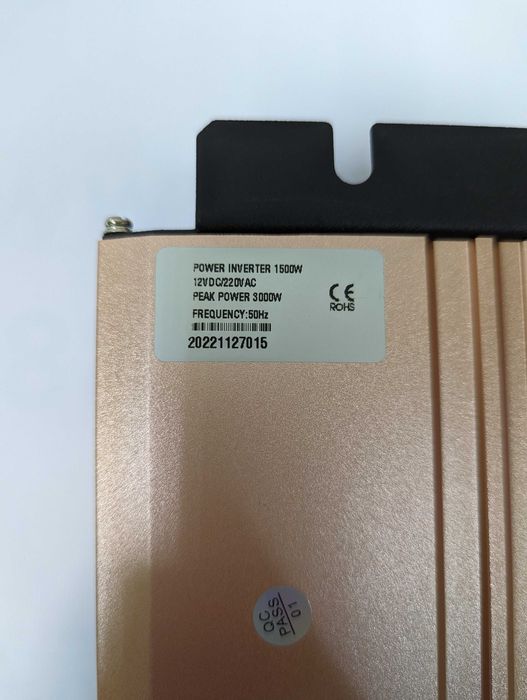 POWER INVERTER 1500W
12VDC/220VAC
PEAK POWER 3000W
FREQUENCY:50Hz
CE
ROHS
20221127015
QC
PASS
01